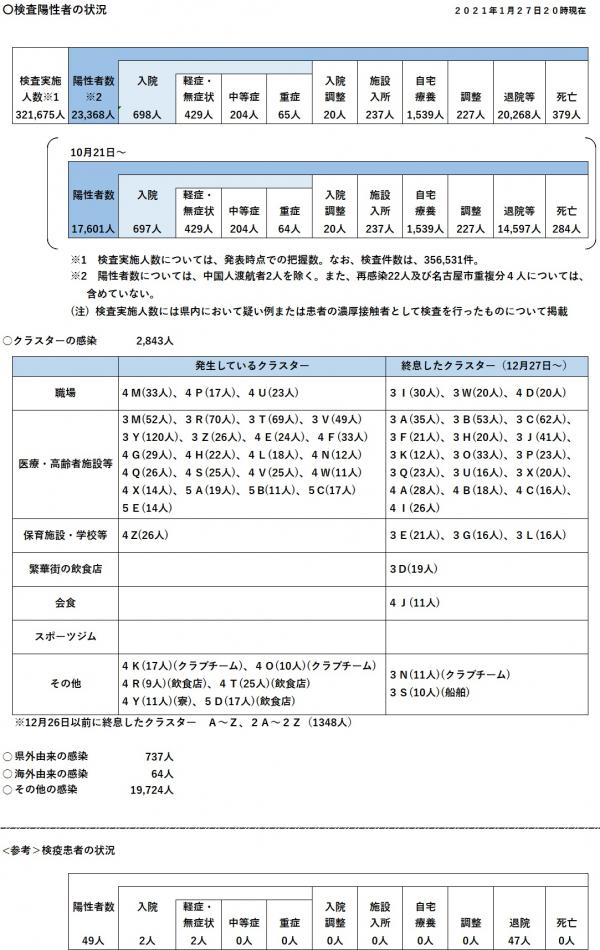 〇検査陽性者の状況
２０２１年１月２７日２０時現在
検査実施人数※1 陽性者数※2 入院 軽症・無症状 中等症 重症 入院調整 施設入所 自宅療養 調整 退院等 死亡
321,675人 23,368人 698人 429人 204人 65人 20人 237人 1,539人 227人 20,268人 379人
10月21日～
陽性者数 入院 軽症・無症状 中等症 重症 入院調整 施設入所 自宅療養 調整 退院等 死亡
17,601人 697人 429人 204人 64人 20人 237人 1,539人 227人 14,597人 284人
※1　検査実施人数については、発表時点での把握数。なお、検査件数は、356,531件。
※2　陽性者数については、中国人渡航者2人を除く。また、再感染22人及び名古屋市重複分４人については、
含めていない。
(注) 検査実施人数には県内において疑い例または患者の濃厚接触者として検査を行ったものについて掲載
○クラスターの感染 2,843人
発生しているクラスター 終息したクラスター（12月27日～）
職場 ４Ｍ(33人)、４Ｐ(17人)、４Ｕ(23人) ３Ｉ(30人)、３Ｗ(20人)、４Ｄ(20人)
医療・高齢者施設等
３Ｍ(52人)、３Ｒ(70人)、３Ｔ(69人)、３Ｖ(49人)
３Ｙ(120人)、３Ｚ(26人)、４Ｅ(24人)、４Ｆ(33人)
４Ｇ(29人)、４Ｈ(22人)、４Ｌ(18人)、４Ｎ(12人)
４Ｑ(26人)、４Ｓ(25人)、４Ｖ(25人)、４Ｗ(11人)
４Ｘ(14人)、５Ａ(19人)、５Ｂ(11人)、５Ｃ(17人)
５Ｅ(14人)
３Ａ(35人)、３Ｂ(53人)、３Ｃ(62人)、
３Ｆ(21人)、３Ｈ(20人)、３Ｊ(41人)、
３Ｋ(12人)、３Ｏ(33人)、３Ｐ(23人)、
３Ｑ(23人)、３Ｕ(16人)、３Ｘ(20人)、
４Ａ(28人)、４Ｂ(18人)、４Ｃ(16人)、
４Ｉ(26人)
保育施設・学校等 ４Ｚ(26人) ３Ｅ(21人)、３Ｇ(16人)、３Ｌ(16人)
繁華街の飲食店 ３Ｄ(19人)
会食 ４Ｊ(11人)
スポーツジム
その他
４Ｋ(17人)(クラブチーム)、４Ｏ(10人)(クラブチーム)
４Ｒ(9人)(飲食店)、４Ｔ(25人)(飲食店)
４Ｙ(11人)(寮)、５Ｄ(17人)(飲食店)
３Ｎ(11人)(クラブチーム)
３Ｓ(10人)(船舶)
※12月26日以前に終息したクラスター　Ａ～Ｚ、２Ａ～２Ｚ（1348人）
○県外由来の感染 737人
○海外由来の感染 64人
○その他の感染 19,724人
＜参考＞検疫患者の状況
陽性者数 入院 軽症・無症状 中等症 重症 入院調整 施設入所 自宅療養 調整 退院 死亡
49人 2人 2人 0人 0人 0人 0人 0人 0人 47人 0人